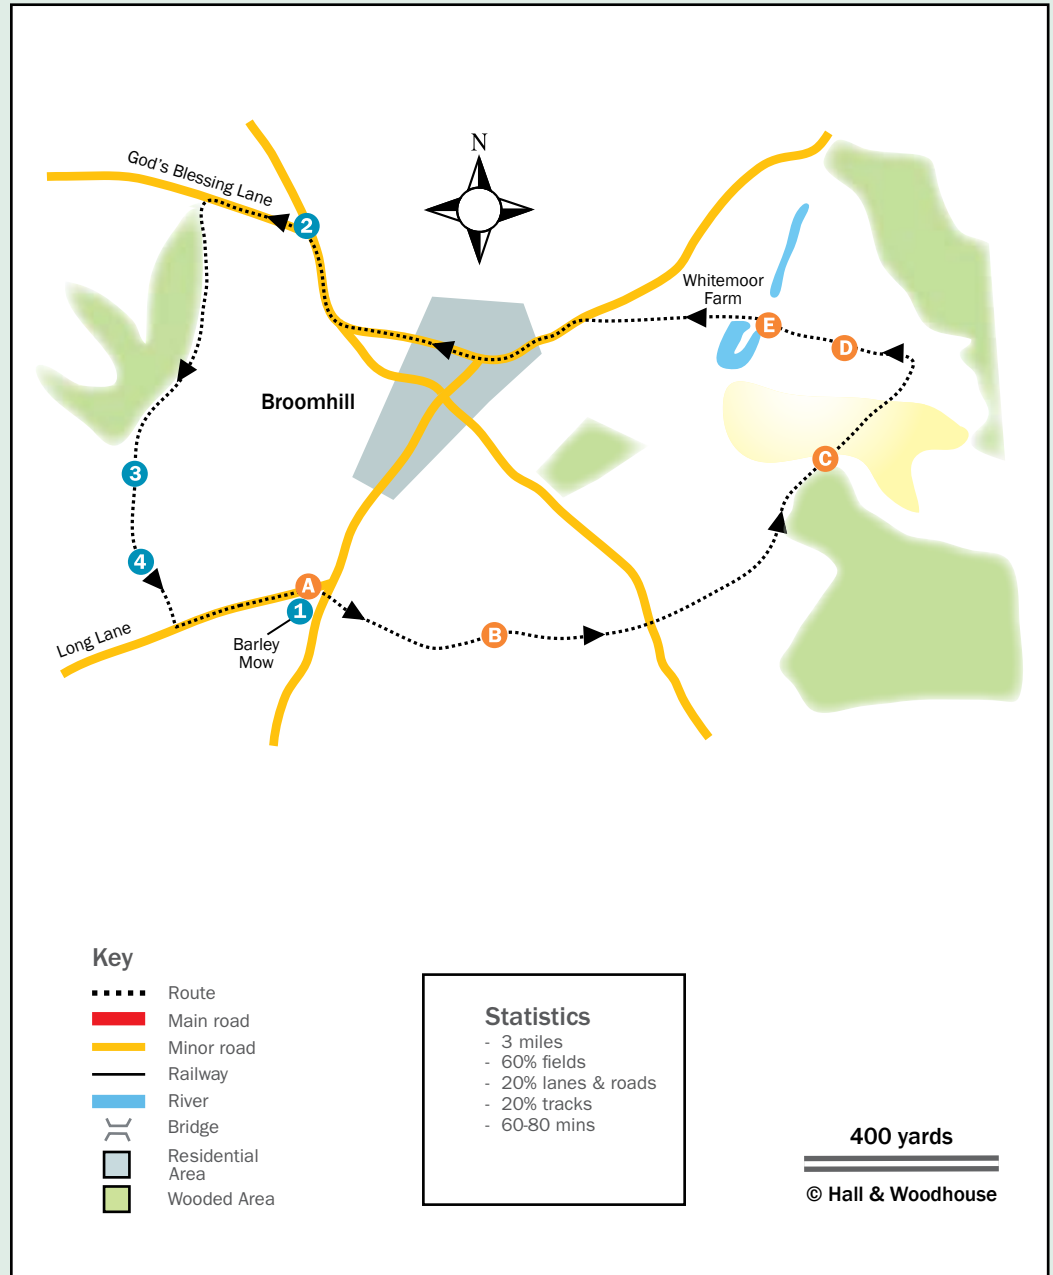 N
God's Blessing Lane
2
Whitemoor
Farm
E
D
Broomhill
C
3
4
A
1
Long Lane
Barley
Mow
B
Key
Route
Main road
Minor road
Railway
River
Bridge
Residential
Area
Wooded Area
Statistics
- 3 miles
- 60% fields
- 20% lanes & roads
- 20% tracks
- 60-80 mins
400 yards
© Hall & Woodhouse